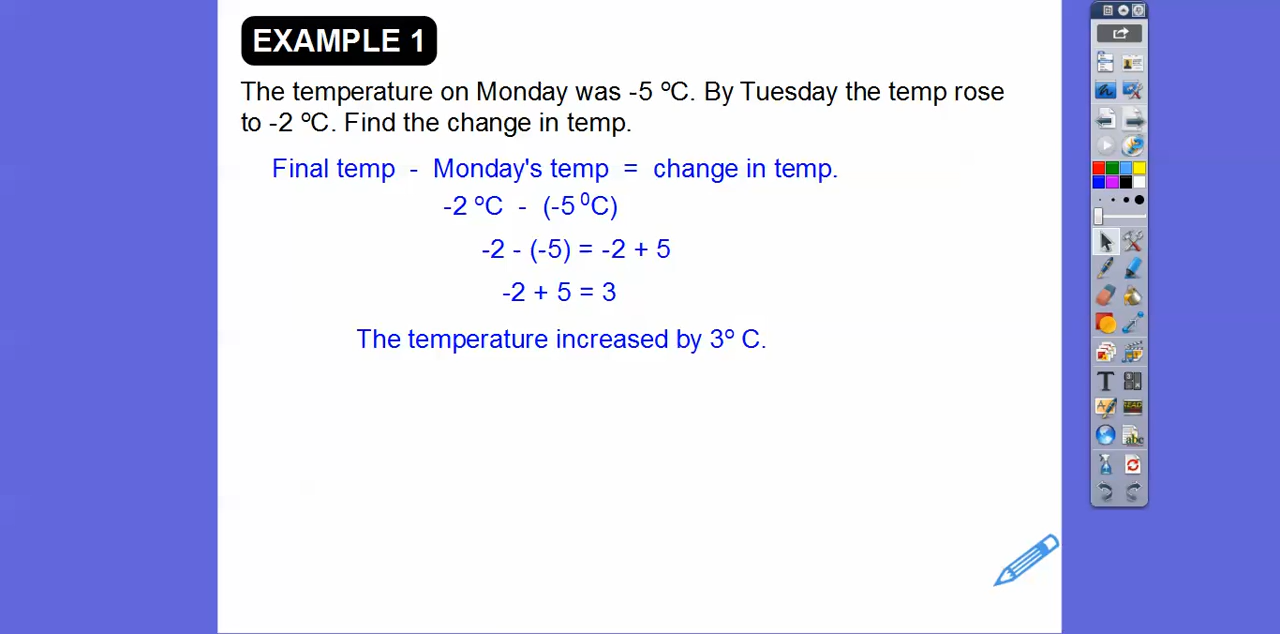 EXAMPLE 1
The temperature on Monday was -5 ºC. By Tuesday the temp rose
to -2 ºC. Find the change in temp.
Final temp - Monday's temp = change in temp.
-2 ºC - (-5 ⁰C)
-2 - (-5) = -2 + 5
-2 + 5 = 3
The temperature increased by 3º C.